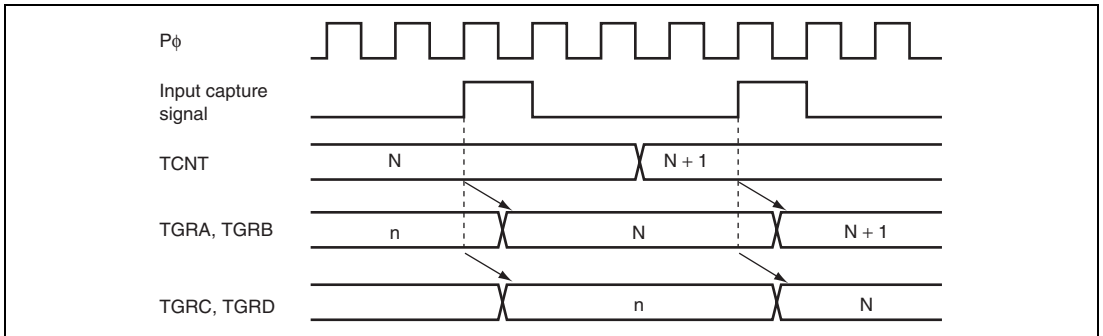 Pϕ
Input capture
signal
TCNT
N
N + 1
TGRA, TGRB
n
N
N + 1
TGRC, TGRD
n
N